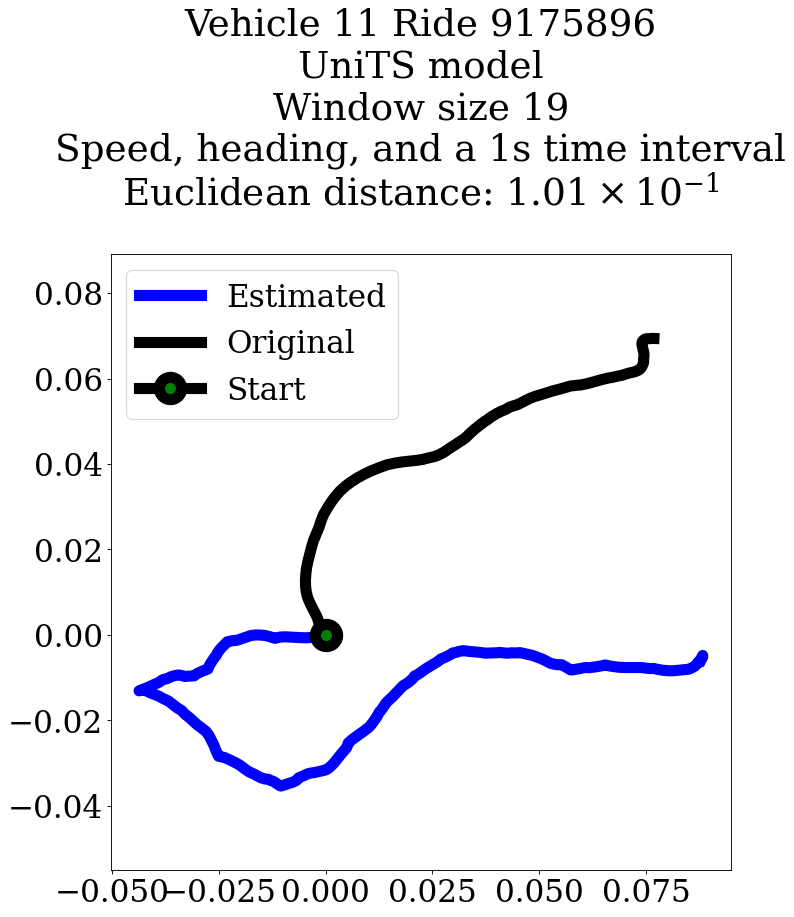 Vehicle 11 Ride 9175896
UniTS model
Window size 19
Speed, heading, and a 1s time interval
Euclidean distance: 1.01 × 10⁻¹
Estimated
Original
Start
0.08
0.06
0.04
0.02
0.00
−0.02
−0.04
−0.050 −0.025 0.000 0.025 0.050 0.075